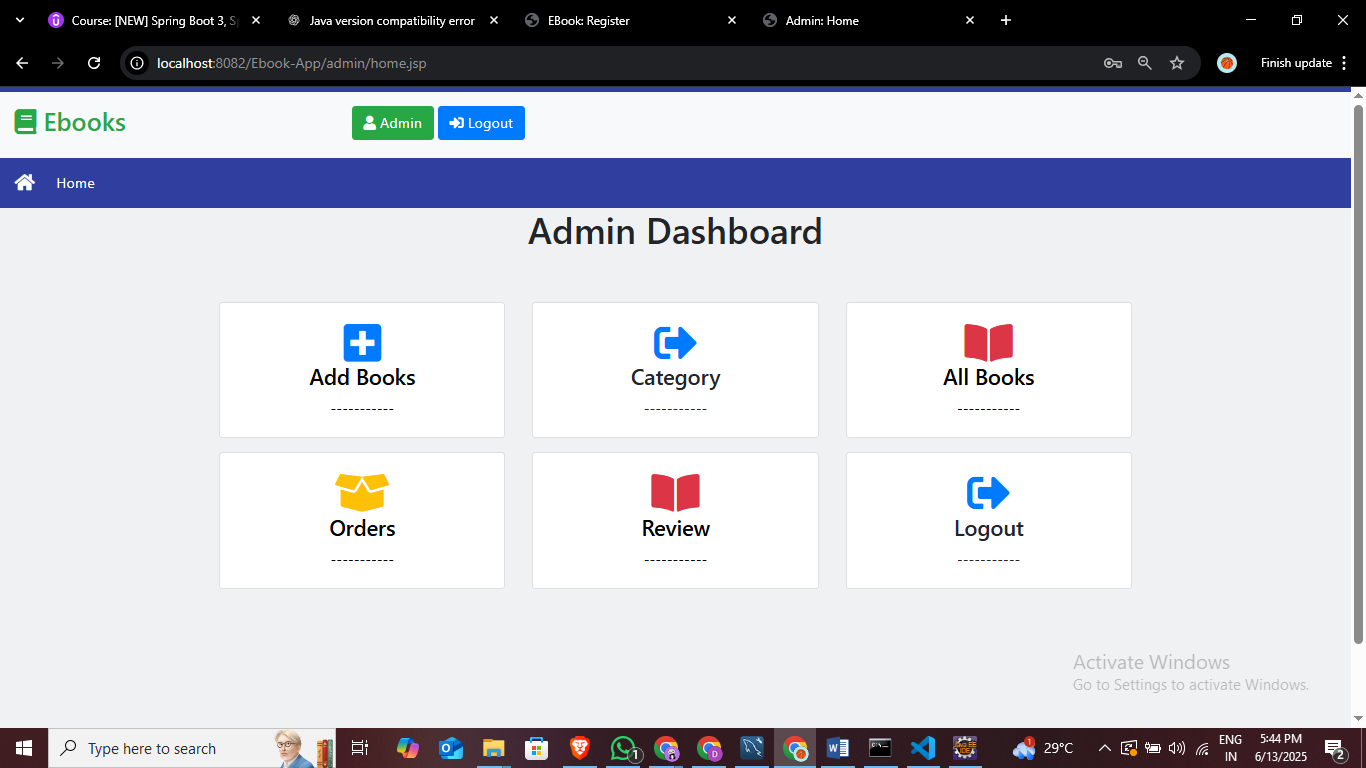 Course: [NEW] Spring Boot 3, S
Java version compatibility error
EBook: Register
Admin: Home
localhost:8082/Ebook-App/admin/home.jsp
Finish update
Ebooks
Admin
Logout
Home
Admin Dashboard
Add Books
-----------
Category
-----------
All Books
-----------
Orders
-----------
Review
-----------
Logout
-----------
Activate Windows
Go to Settings to activate Windows.
Type here to search
1
1
29°C
ENG
IN
5:44 PM
6/13/2025
2